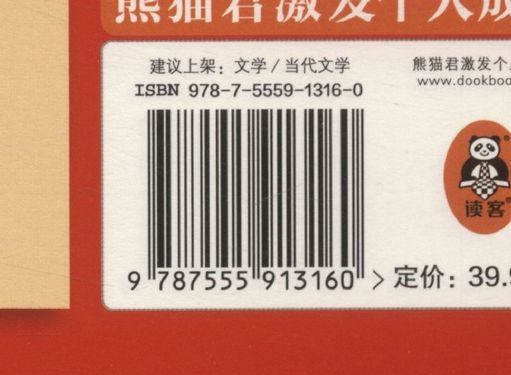 熊猫君激发个人成
建议上架：文学 / 当代文学
ISBN 978-7-5559-1316-0
9 787555 913160 >
熊猫君激发个人
www.dookboo
读客®
定价：39.9